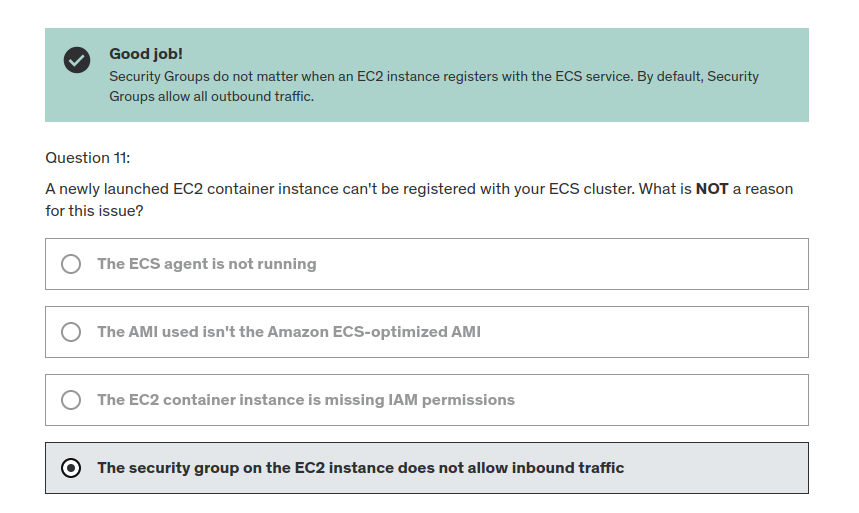 Good job!
Security Groups do not matter when an EC2 instance registers with the ECS service. By default, Security
Groups allow all outbound traffic.
Question 11:
A newly launched EC2 container instance can't be registered with your ECS cluster. What is NOT a reason
for this issue?
The ECS agent is not running
The AMI used isn't the Amazon ECS-optimized AMI
The EC2 container instance is missing IAM permissions
The security group on the EC2 instance does not allow inbound traffic